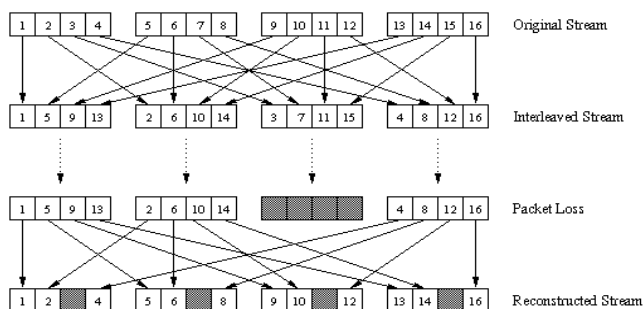 1 2 3 4 5 6 7 8 9 10 11 12 13 14 15 16 Original Stream
1 5 9 13 2 6 10 14 3 7 11 15 4 8 12 16 Interleaved Stream
1 5 9 13 2 6 10 14 4 8 12 16 Packet Loss
1 2 4 5 6 8 9 10 12 13 14 16 Reconstructed Stream